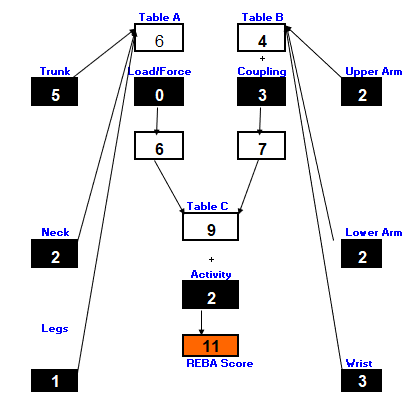 Table A Table B
6 4
+
Trunk Load/Force Coupling Upper Arm
5 0 3 2
6 7
Table C
9
Neck Lower Arm
2 2
+
Activity
2
Legs
11
REBA Score Wrist
1 3